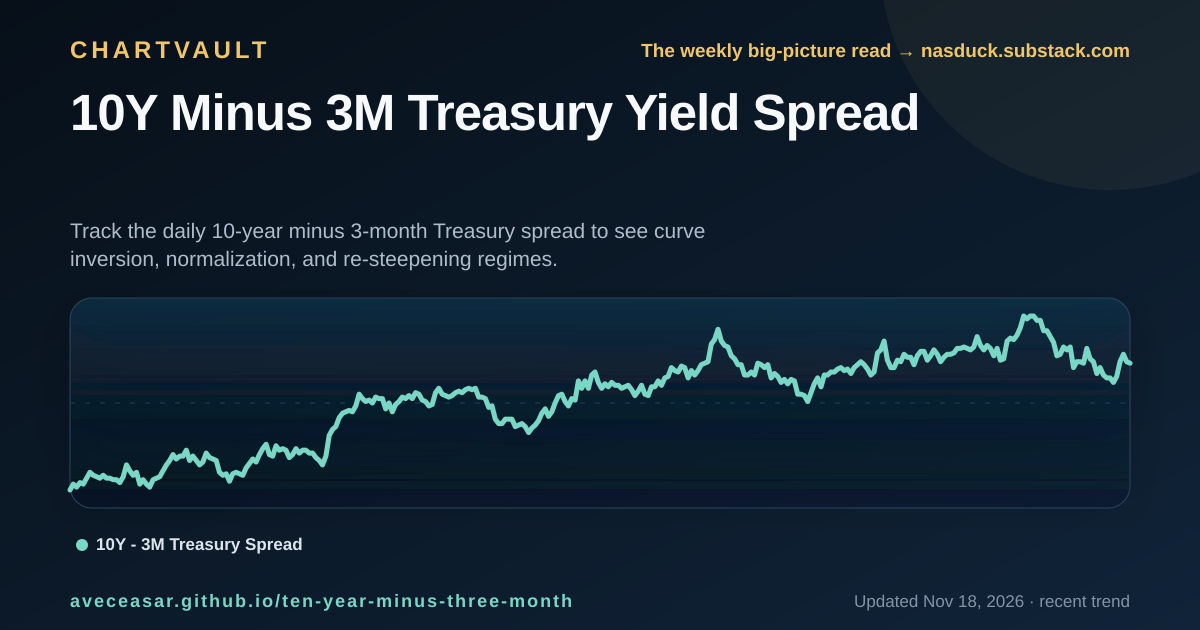 CHARTVAULT
The weekly big-picture read → nasduck.substack.com
10Y Minus 3M Treasury Yield Spread
Track the daily 10-year minus 3-month Treasury spread to see curve
inversion, normalization, and re-steepening regimes.
10Y - 3M Treasury Spread
aveceasar.github.io/ten-year-minus-three-month
Updated Nov 18, 2026 · recent trend